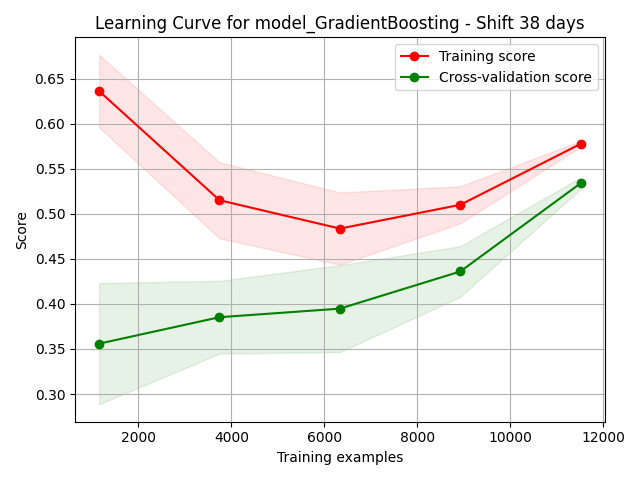 Learning Curve for model_GradientBoosting - Shift 38 days
Training score
Cross-validation score
Score
0.65
0.60
0.55
0.50
0.45
0.40
0.35
0.30
2000 4000 6000 8000 10000 12000
Training examples